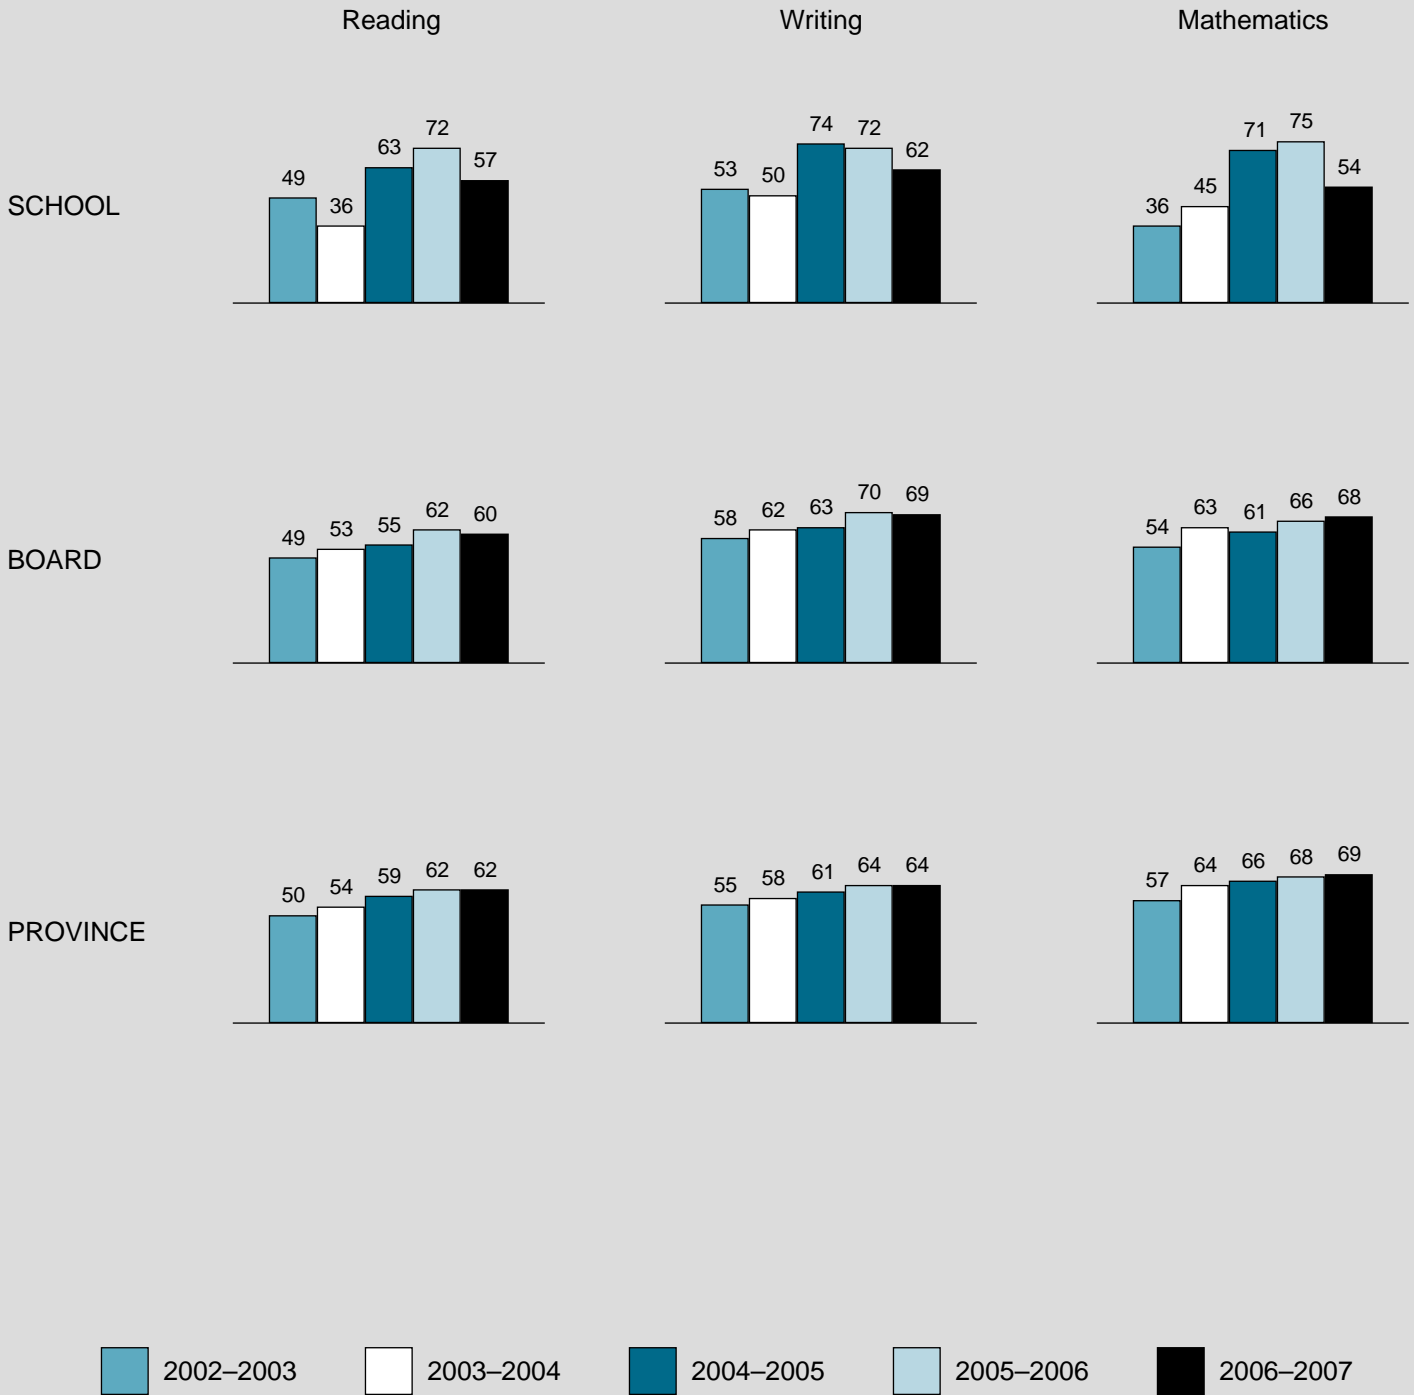 Reading Writing Mathematics
SCHOOL
49 36 63 72 57
53 50 74 72 62
36 45 71 75 54
BOARD
49 53 55 62 60
58 62 63 70 69
54 63 61 66 68
PROVINCE
50 54 59 62 62
55 58 61 64 64
57 64 66 68 69
2002–2003 2003–2004 2004–2005 2005–2006 2006–2007